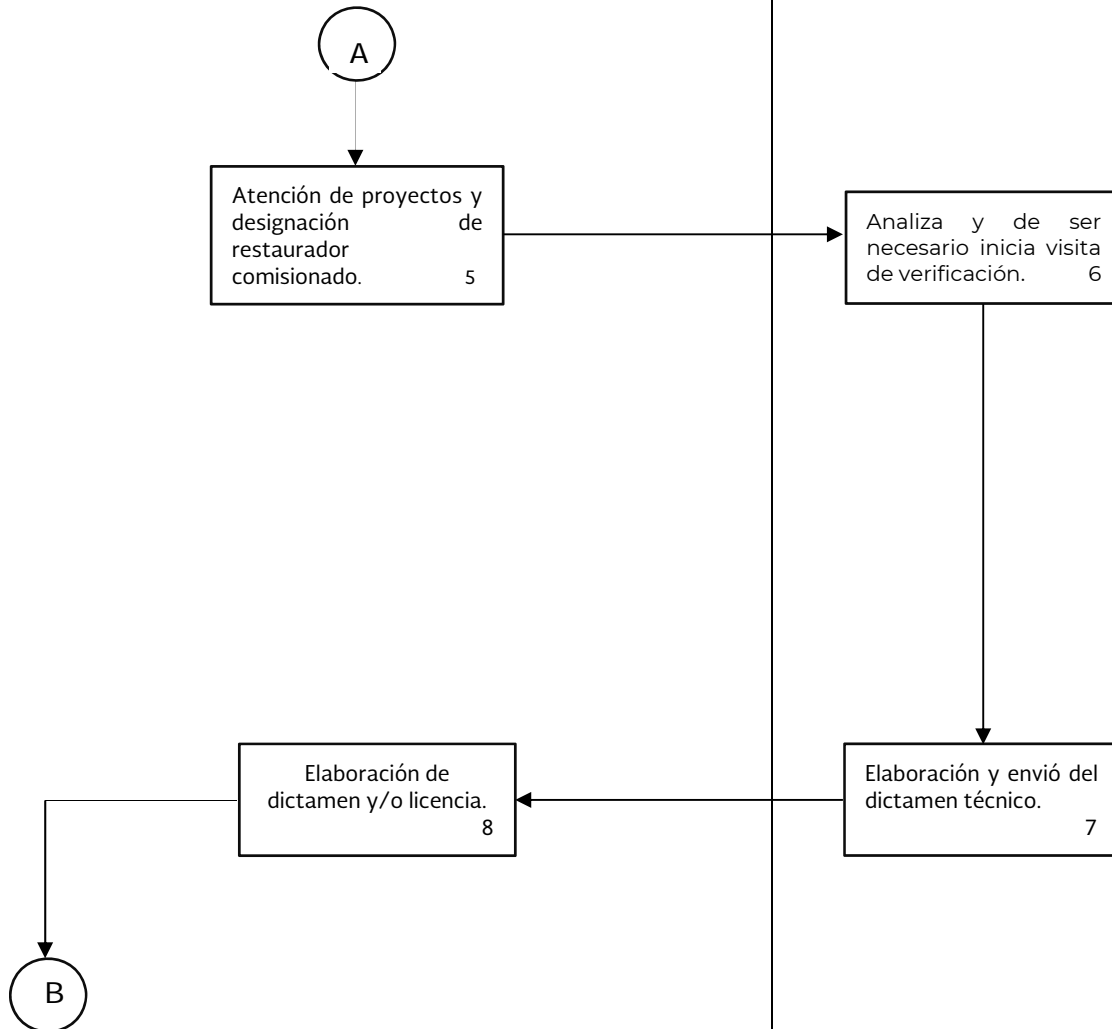 A
Atención de proyectos y
designación de
restaurador
comisionado. 5
Analiza y de ser
necesario inicia visita
de verificación. 6
Elaboración y envió del
dictamen técnico.
7
Elaboración de
dictamen y/o licencia.
8
B